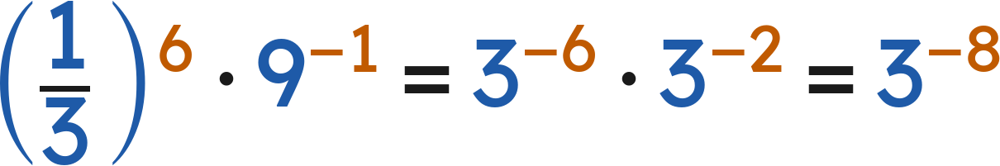 (1/3)⁶ · 9⁻¹ = 3⁻⁶ · 3⁻² = 3⁻⁸